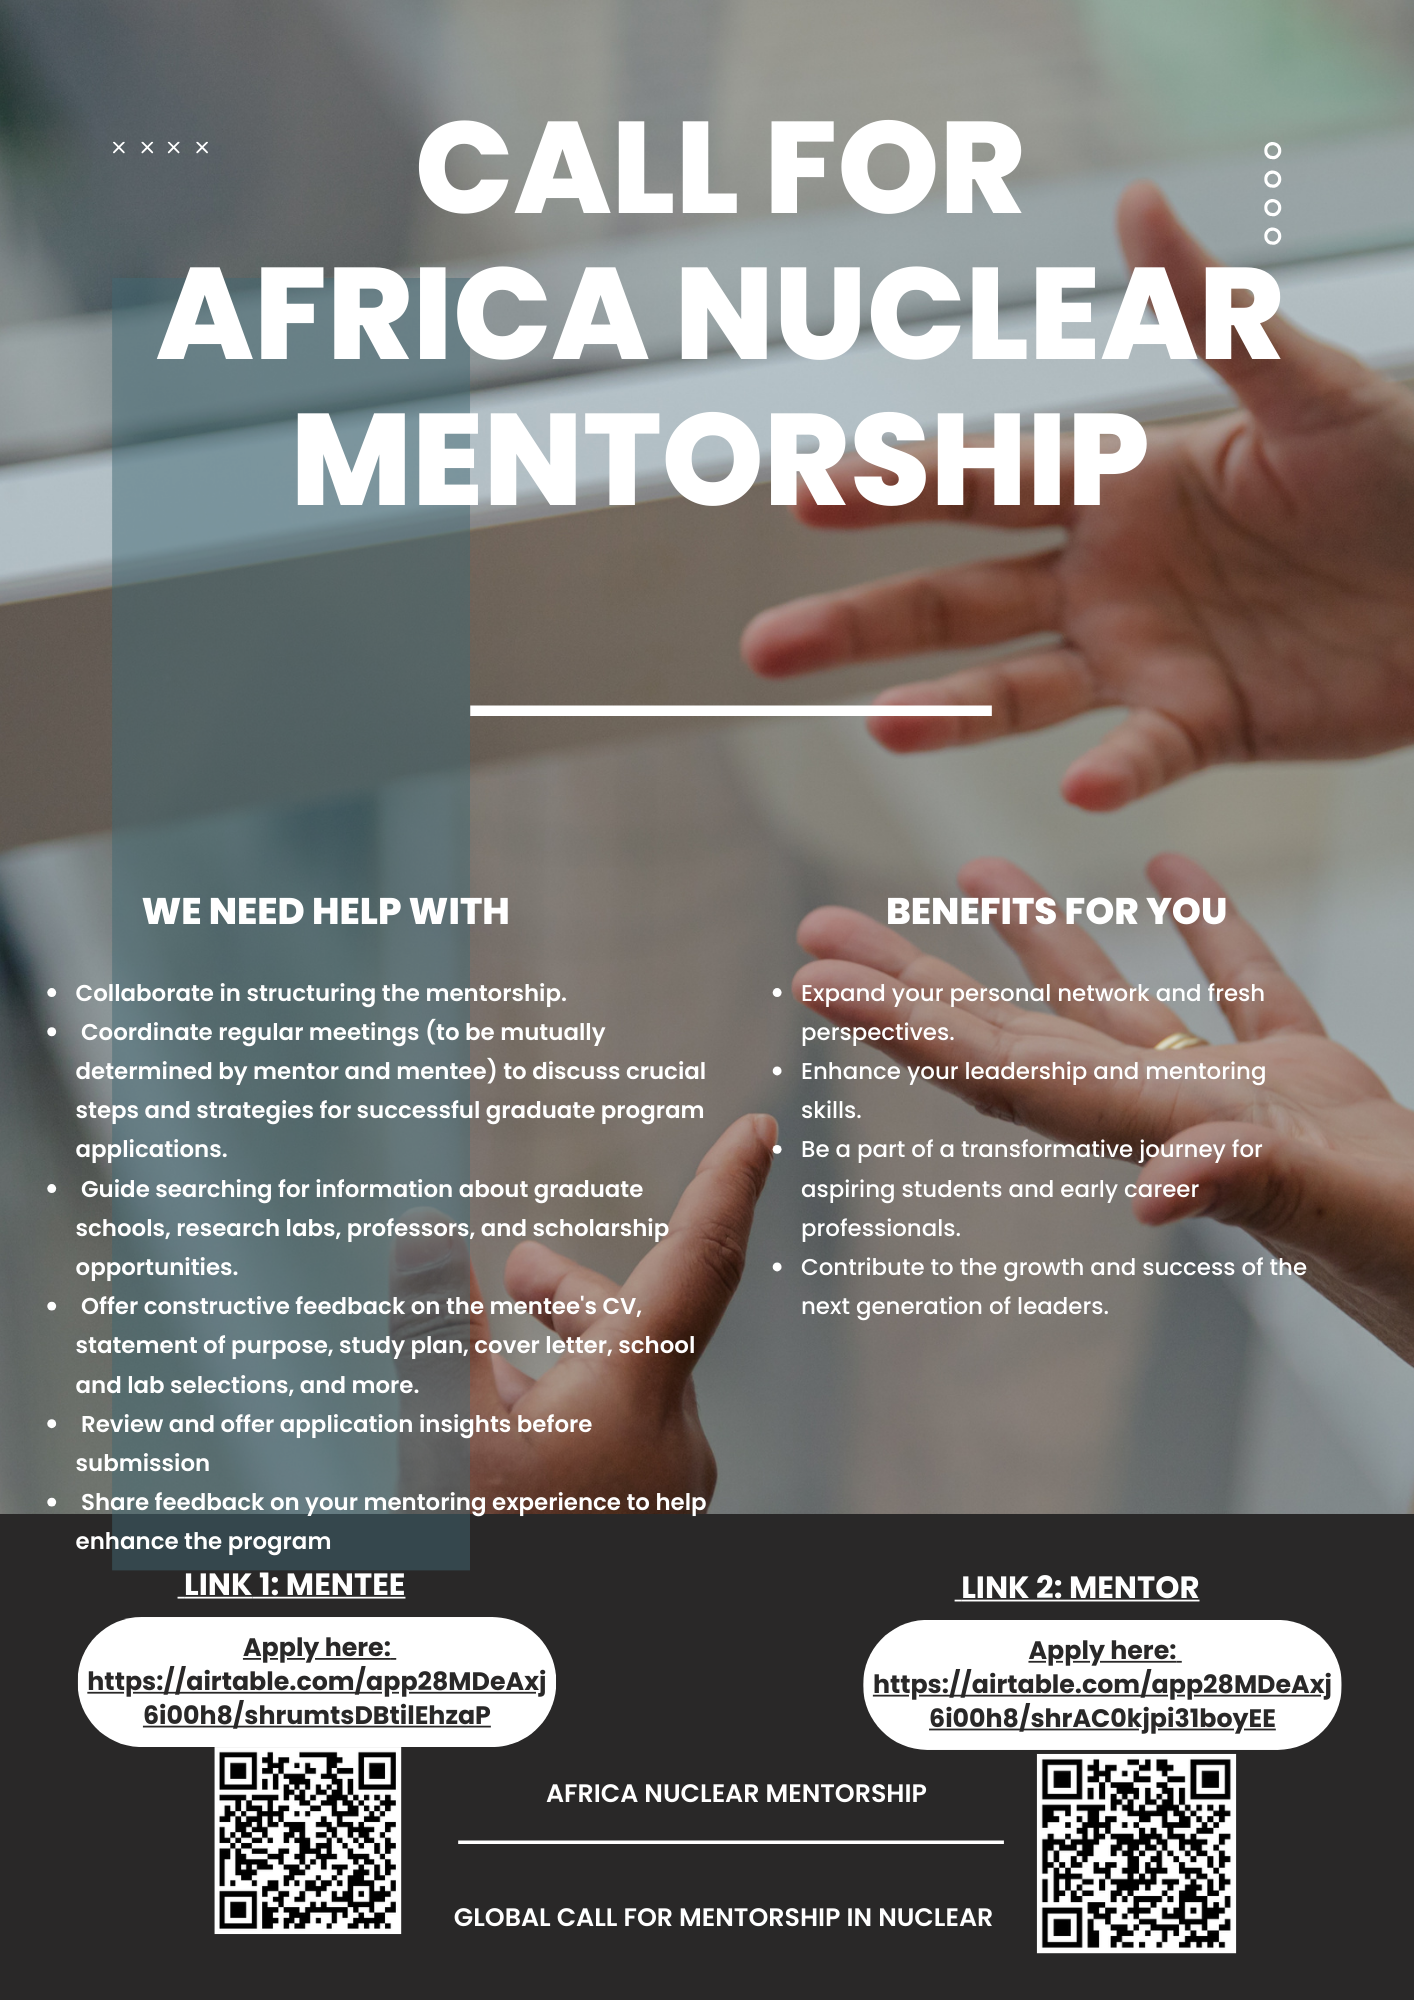 CALL FOR
AFRICA NUCLEAR
MENTORSHIP
WE NEED HELP WITH
• Collaborate in structuring the mentorship.
• Coordinate regular meetings (to be mutually
determined by mentor and mentee) to discuss crucial
steps and strategies for successful graduate program
applications.
• Guide searching for information about graduate
schools, research labs, professors, and scholarship
opportunities.
• Offer constructive feedback on the mentee's CV,
statement of purpose, study plan, cover letter, school
and lab selections, and more.
• Review and offer application insights before
submission
• Share feedback on your mentoring experience to help
enhance the program
BENEFITS FOR YOU
• Expand your personal network and fresh
perspectives.
• Enhance your leadership and mentoring
skills.
• Be a part of a transformative journey for
aspiring students and early career
professionals.
• Contribute to the growth and success of the
next generation of leaders.
LINK 1: MENTEE
Apply here:
https://airtable.com/app28MDeAxj
6i00h8/shrumtsDBtilEhzaP
LINK 2: MENTOR
Apply here:
https://airtable.com/app28MDeAxj
6i00h8/shrAC0kjpi31boyEE
AFRICA NUCLEAR MENTORSHIP
GLOBAL CALL FOR MENTORSHIP IN NUCLEAR